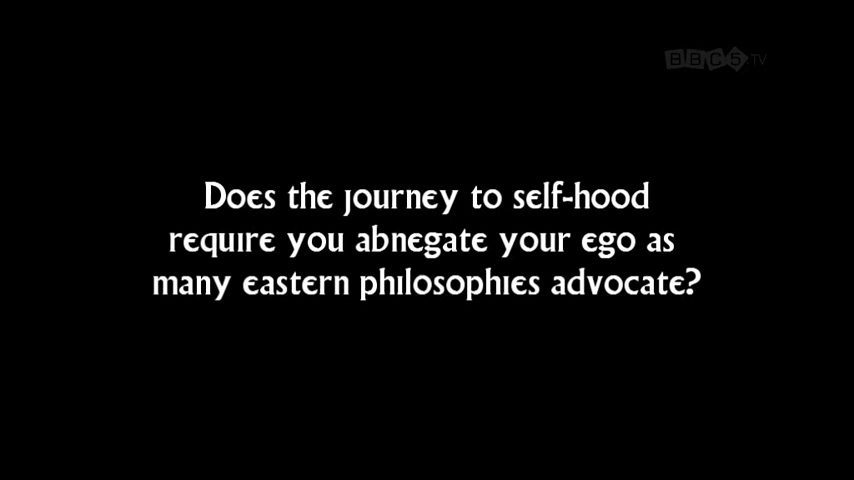 BBC5.TV
Does the journey to self-hood
require you abnegate your ego as
many eastern philosophies advocate?